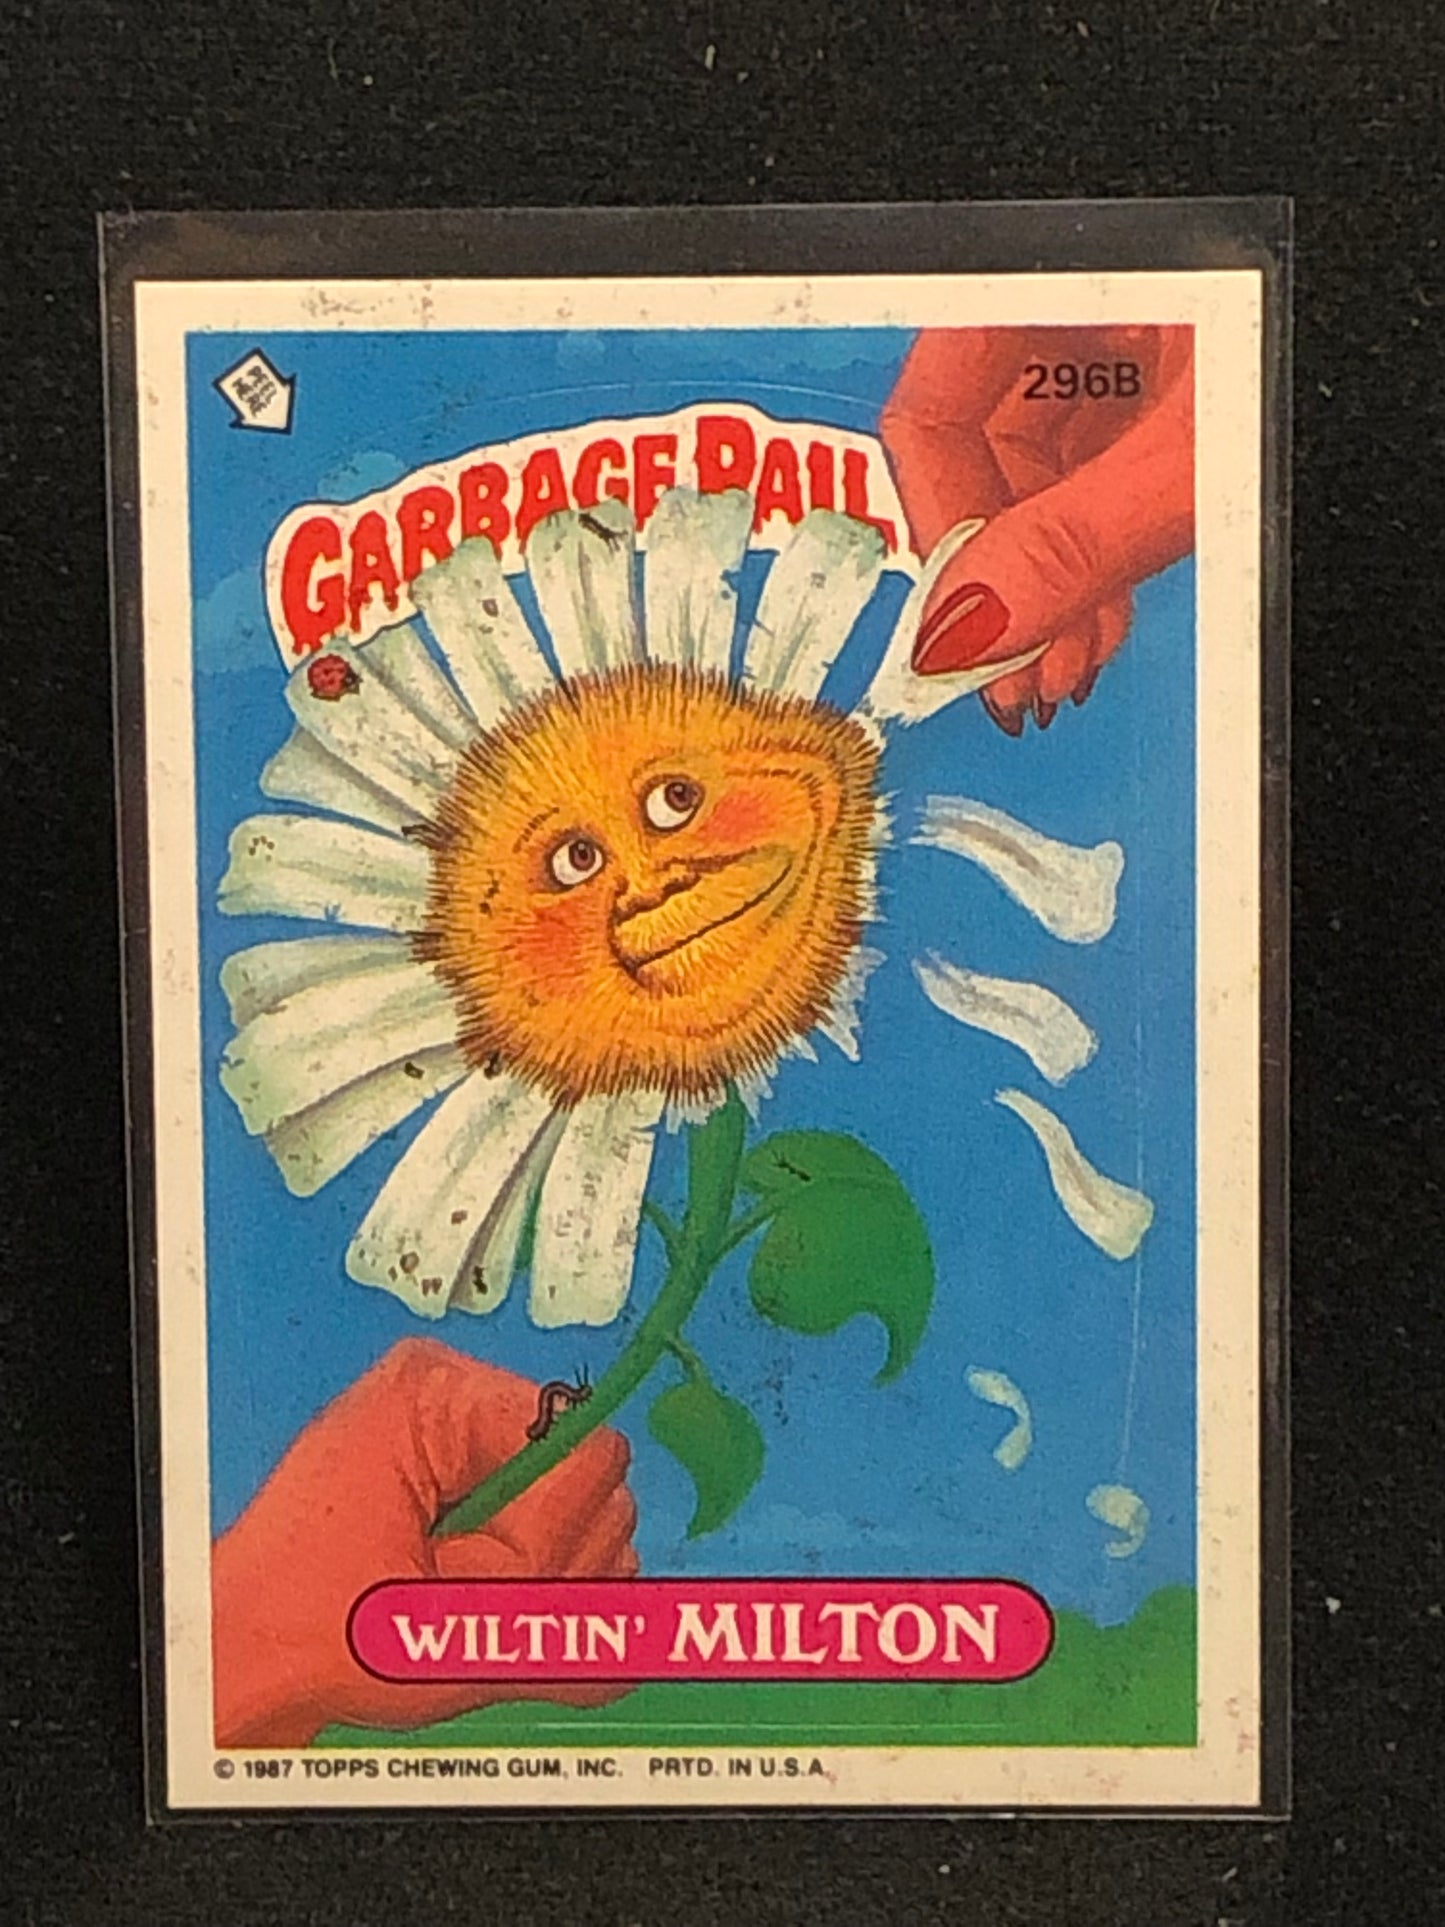 296B
GARBAGE PAIL
WILTIN' MILTON
© 1987 TOPPS CHEWING GUM, INC. PRTD. IN U.S.A.